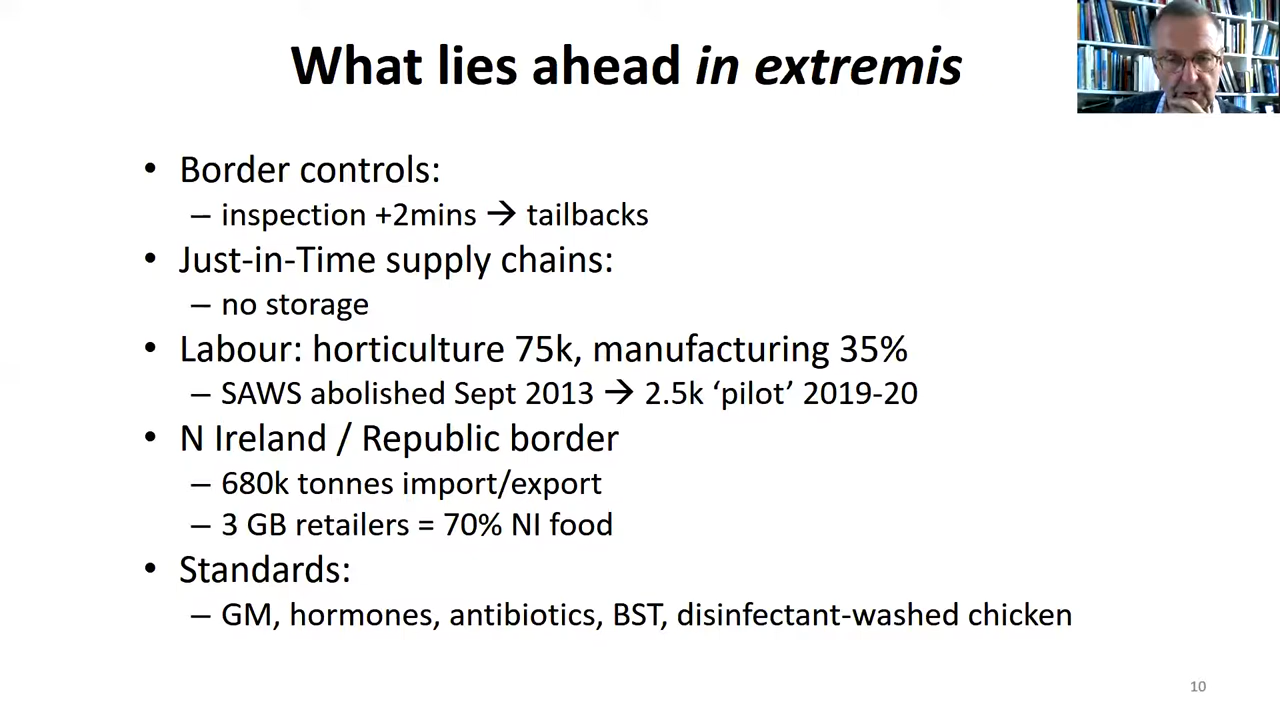 What lies ahead in extremis
• Border controls:
– inspection +2mins → tailbacks
• Just-in-Time supply chains:
– no storage
• Labour: horticulture 75k, manufacturing 35%
– SAWS abolished Sept 2013 → 2.5k ‘pilot’ 2019-20
• N Ireland / Republic border
– 680k tonnes import/export
– 3 GB retailers = 70% NI food
• Standards:
– GM, hormones, antibiotics, BST, disinfectant-washed chicken
10